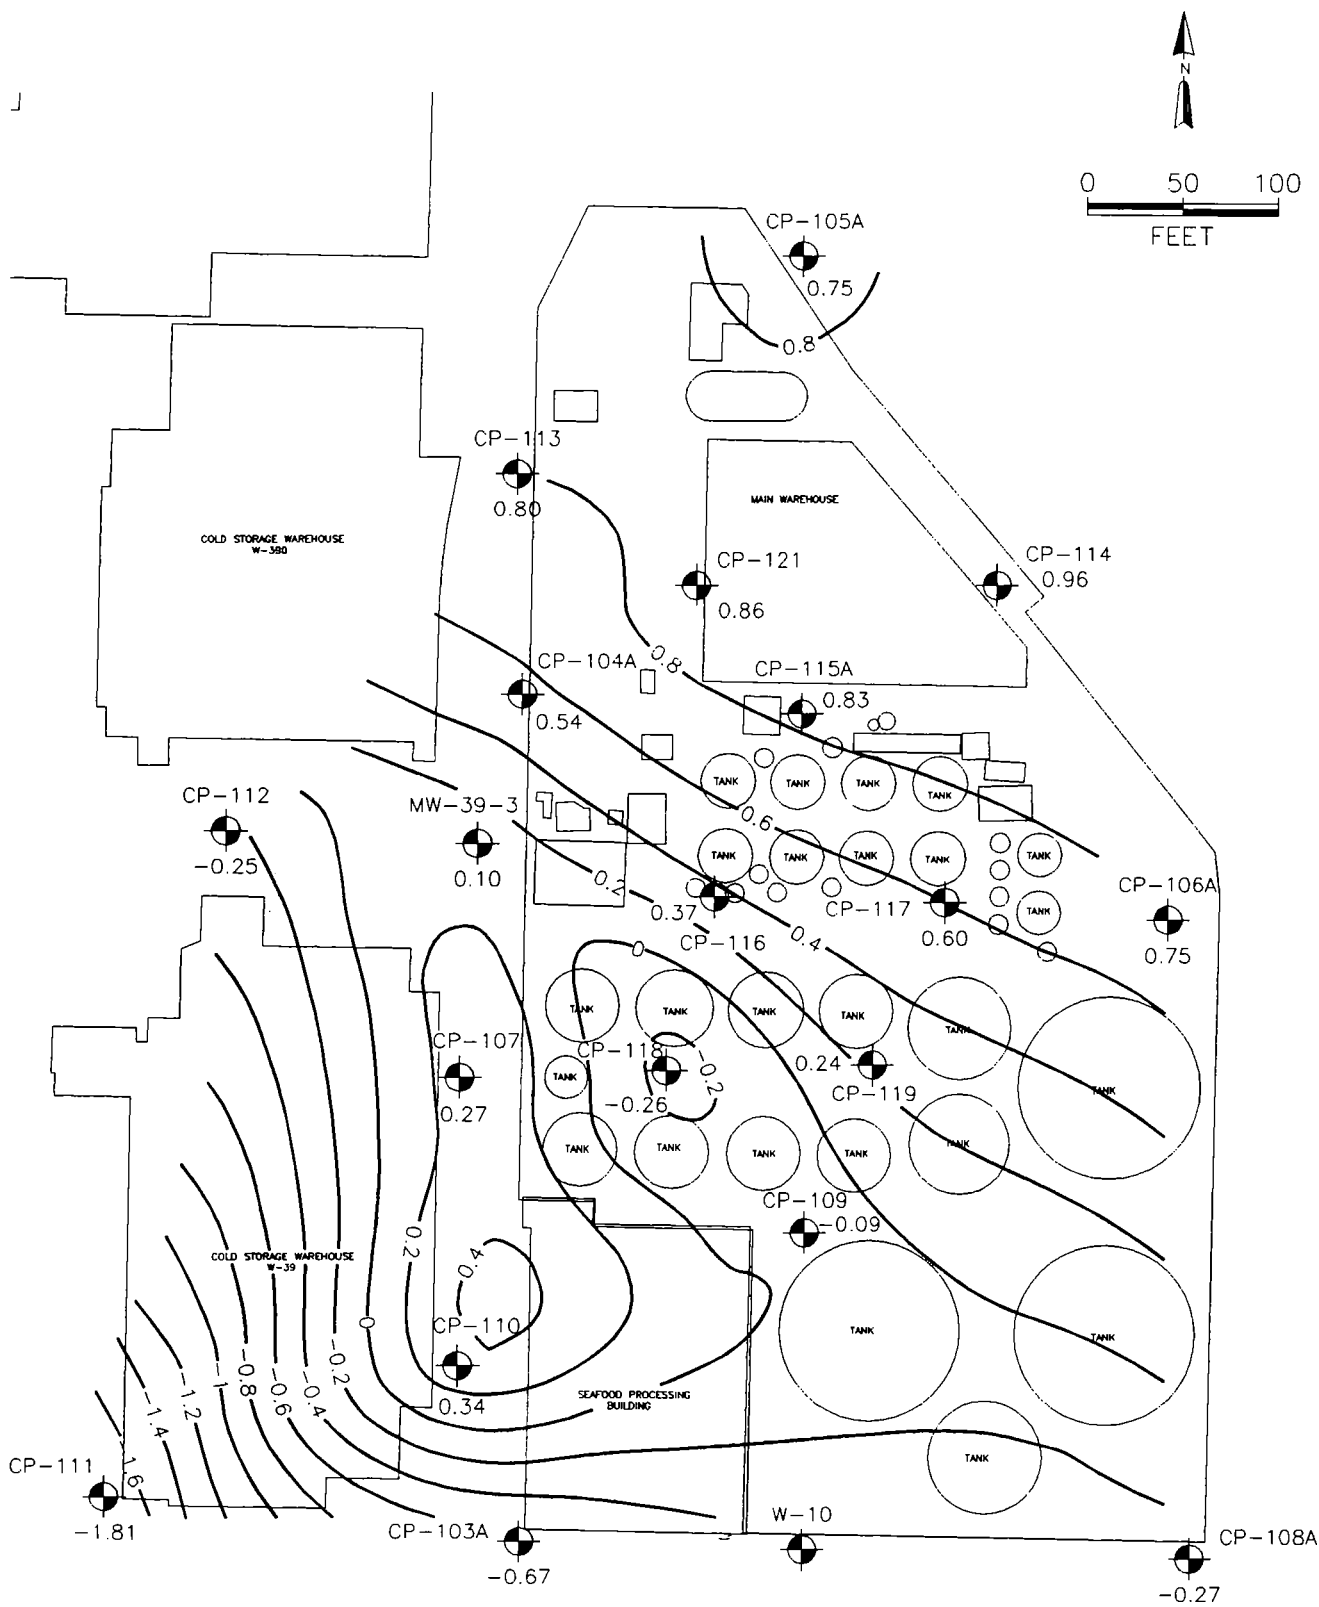 N
0 50 100
FEET
CP-105A
0.75
0.8
CP-113
0.80
MAIN WAREHOUSE
COLD STORAGE WAREHOUSE
W-390
CP-121
0.86
CP-114
0.96
0.8
CP-104A
0.54
CP-115A
0.83
TANK
TANK
TANK
TANK
CP-112
-0.25
MW-39-3
0.10
0.6
TANK
TANK
TANK
TANK
TANK
0.2
0.37
CP-116
CP-117
0.60
TANK
CP-106A
0.75
0.4
0
TANK
TANK
TANK
TANK
TANK
TANK
CP-107
0.27
TANK
CP-118
-0.26
-0.2
0.24
CP-119
TANK
TANK
TANK
TANK
TANK
CP-109
-0.09
COLD STORAGE WAREHOUSE
W-39
0.2
0.4
CP-110
0.34
TANK
TANK
0
-0.2
-0.4
-0.6
-0.8
-1
-1.2
-1.4
-1.6
SEAFOOD PROCESSING
BUILDING
TANK
CP-111
-1.81
CP-103A
-0.67
W-10
CP-108A
-0.27